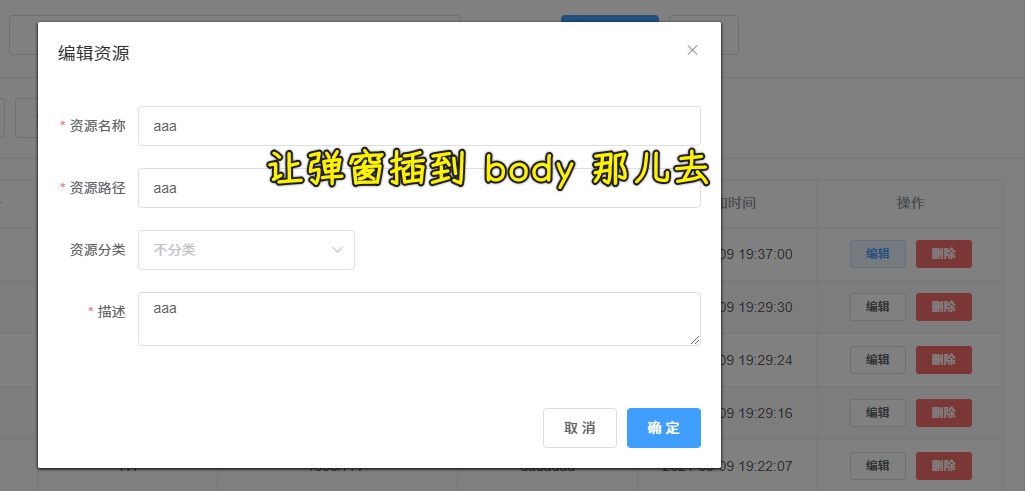 编辑资源
* 资源名称 aaa
让弹窗插到 body 那儿去
* 资源路径 aaa
加时间 操作
资源分类 不分类
09 19:37:00 编辑 删除
* 描述 aaa
09 19:29:30 编辑 删除
09 19:29:24 编辑 删除
09 19:29:16 编辑 删除
取 消 确 定
09 19:22:07 编辑 删除